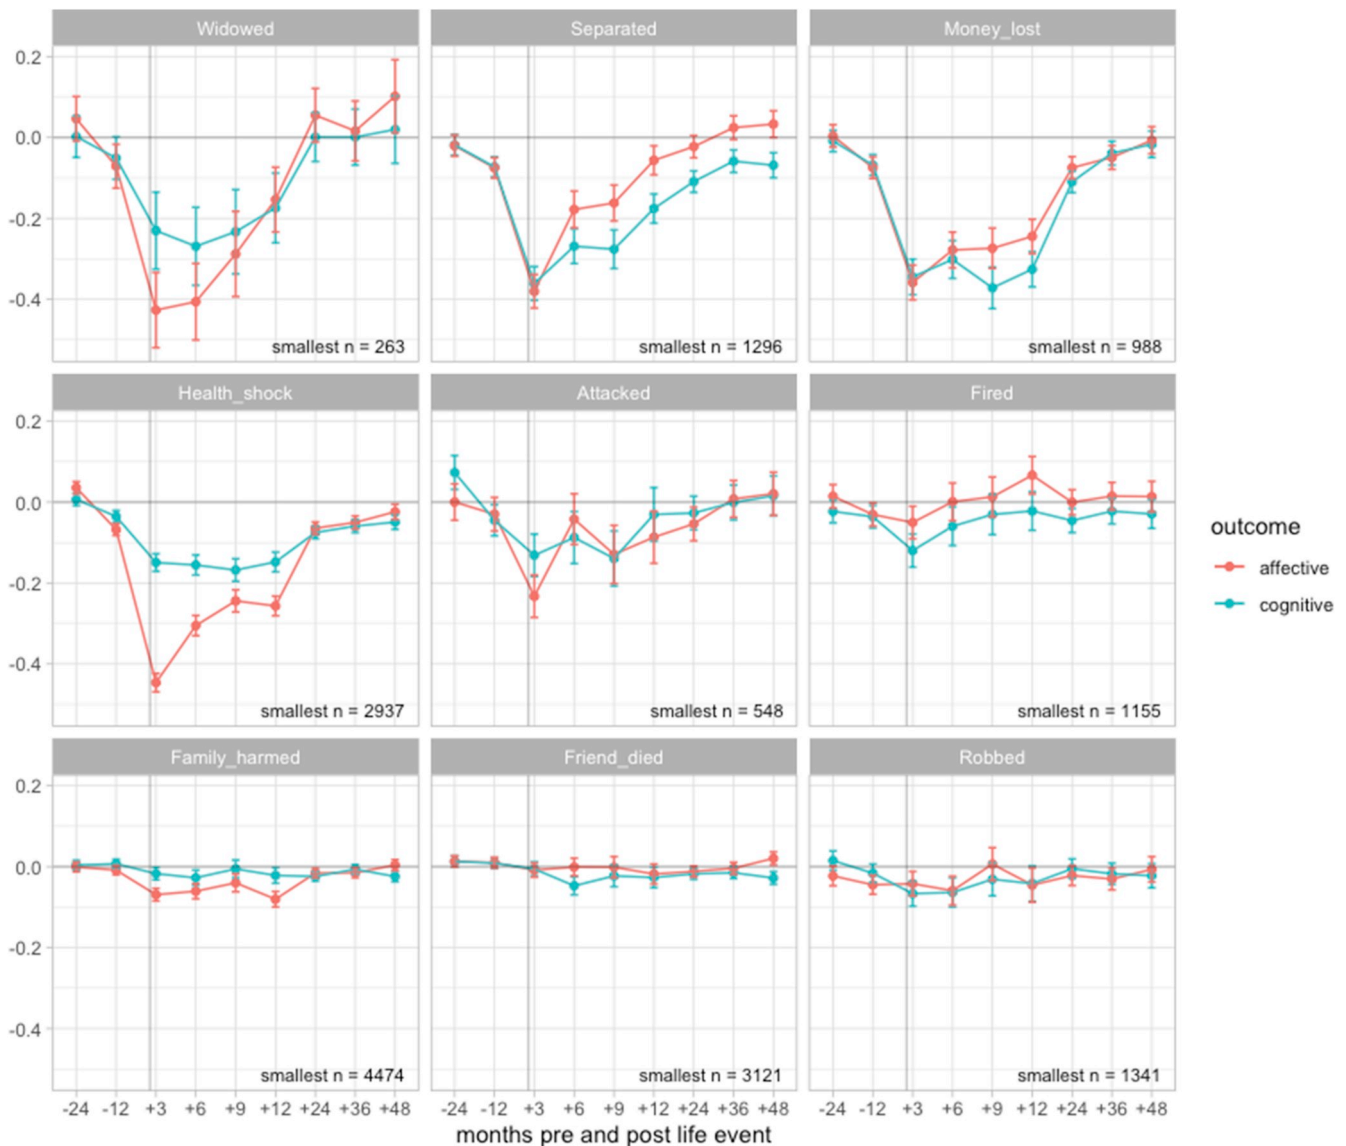 Widowed Separated Money_lost
0.2
0.0
-0.2
-0.4
smallest n = 263 smallest n = 1296 smallest n = 988
Health_shock Attacked Fired
0.2
0.0
-0.2
-0.4
smallest n = 2937 smallest n = 548 smallest n = 1155
outcome
affective
cognitive
Family_harmed Friend_died Robbed
0.2
0.0
-0.2
-0.4
smallest n = 4474 smallest n = 3121 smallest n = 1341
-24 -12 +3 +6 +9 +12 +24 +36 +48 -24 -12 +3 +6 +9 +12 +24 +36 +48 -24 -12 +3 +6 +9 +12 +24 +36 +48
months pre and post life event